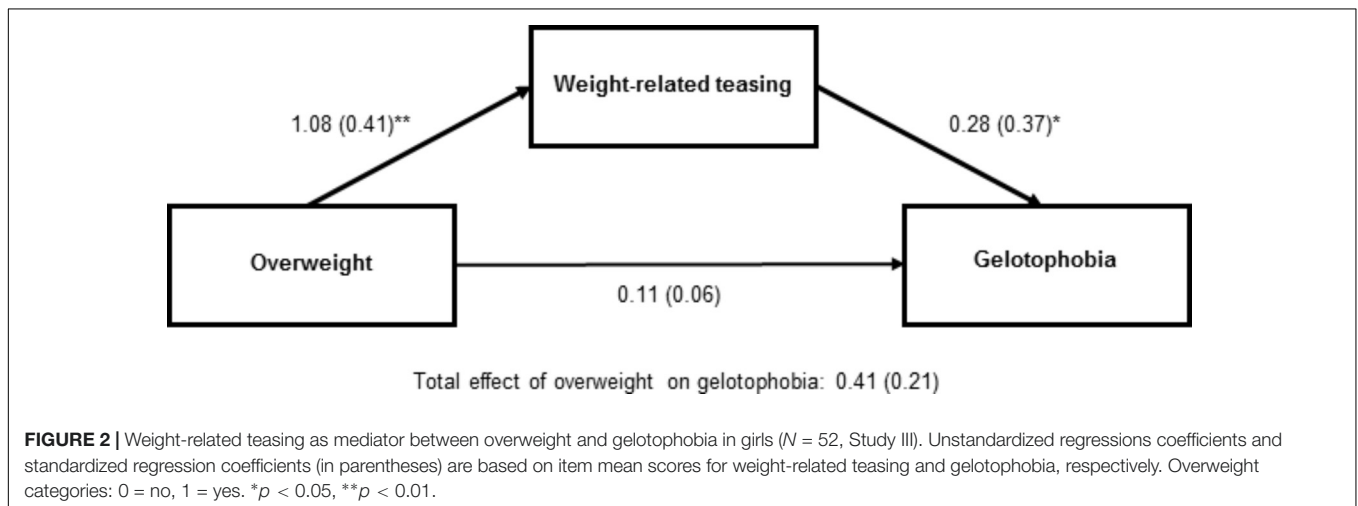 Weight-related teasing
1.08 (0.41)**
0.28 (0.37)*
Overweight
Gelotophobia
0.11 (0.06)
Total effect of overweight on gelotophobia: 0.41 (0.21)
FIGURE 2 | Weight-related teasing as mediator between overweight and gelotophobia in girls (N = 52, Study III). Unstandardized regressions coefficients and
standardized regression coefficients (in parentheses) are based on item mean scores for weight-related teasing and gelotophobia, respectively. Overweight
categories: 0 = no, 1 = yes. *p < 0.05, **p < 0.01.